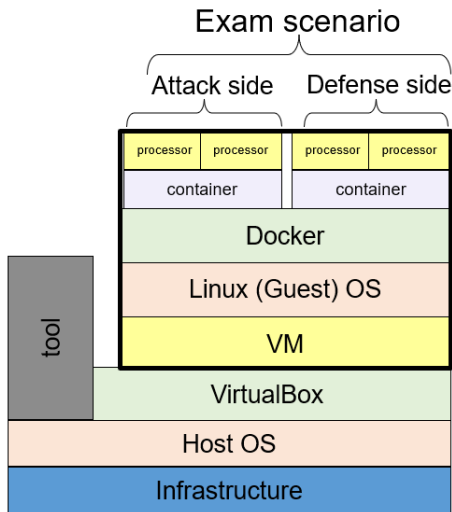 Exam scenario
Attack side
Defense side
processor
processor
processor
processor
container
container
Docker
Linux (Guest) OS
VM
tool
VirtualBox
Host OS
Infrastructure